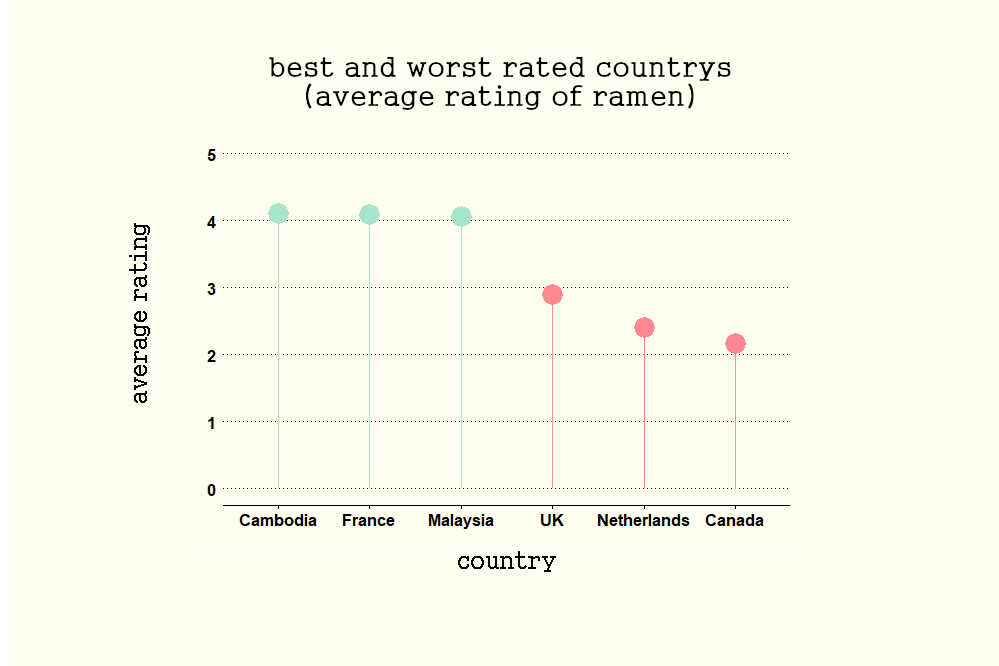 best and worst rated countrys
(average rating of ramen)
5
4
3
2
1
0
average rating
Cambodia France Malaysia UK Netherlands Canada
country